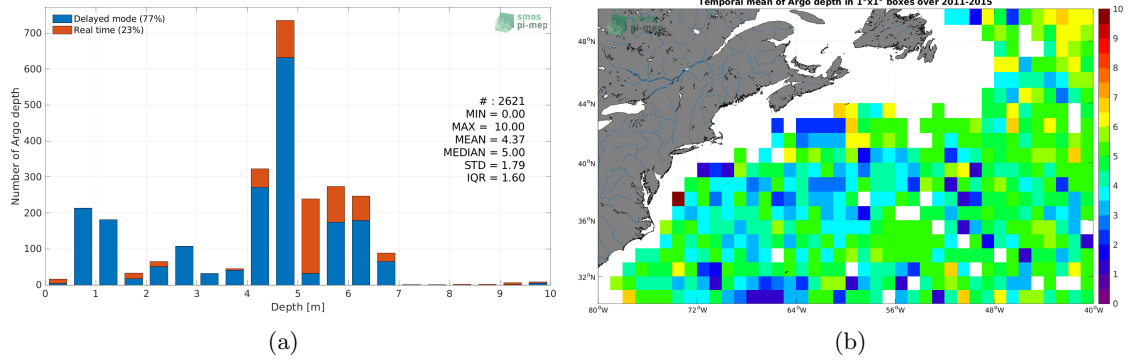 Delayed mode (77%)
Real time (23%)
smos
pi-mep
700
600
500
400
300
200
100
0
Number of Argo depth
# : 2621
MIN = 0.00
MAX = 10.00
MEAN = 4.37
MEDIAN = 5.00
STD = 1.79
IQR = 1.60
0 1 2 3 4 5 6 7 8 9 10
Depth [m]
(a)
Temporal mean of Argo depth in 1°x1° boxes over 2011-2015
smos
pi-mep
48°N
44°N
40°N
36°N
32°N
80°W 72°W 64°W 56°W 48°W 40°W
10
9
8
7
6
5
4
3
2
1
0
(b)